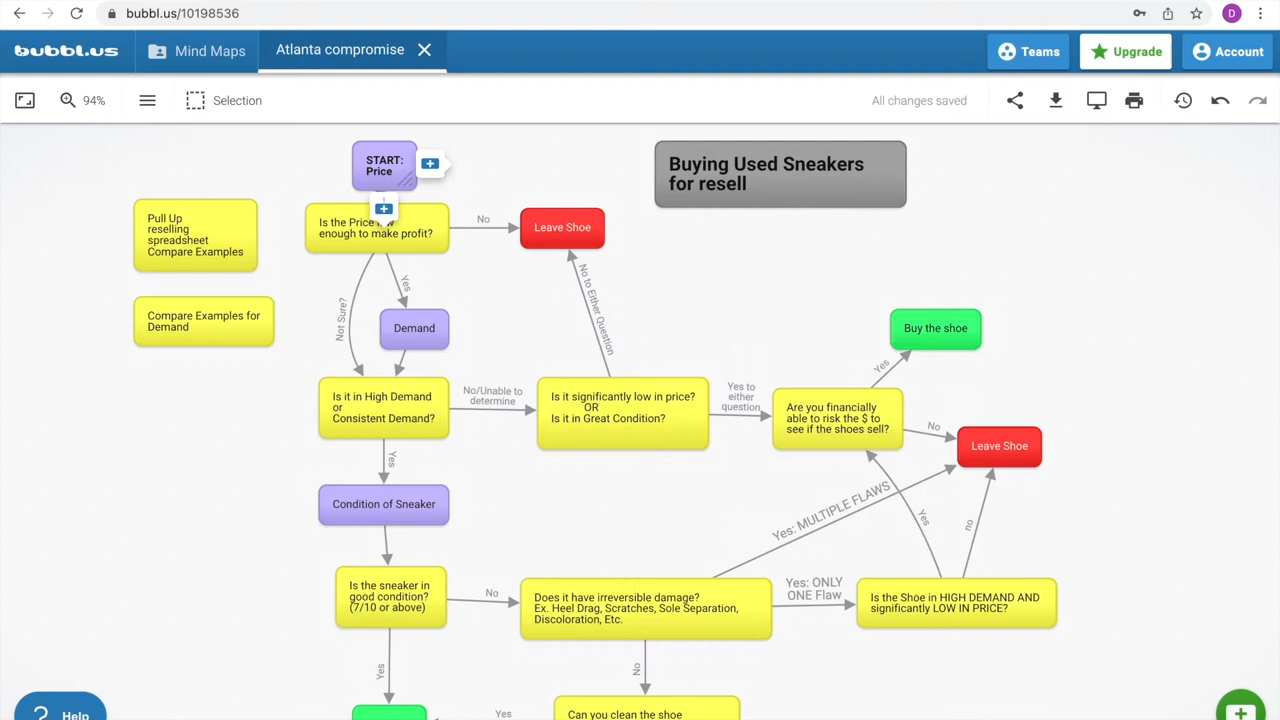 bubbl.us/10198536
D
bubbl.us
Mind Maps
Atlanta compromise
Teams
Upgrade
Account
94%
Selection
All changes saved
START:
Price
Buying Used Sneakers
for resell
Pull Up
reselling
spreadsheet
Compare Examples
Is the Price
enough to make profit?
No
Leave Shoe
Not Sure?
Yes
No to Either Question
Compare Examples for
Demand
Demand
Buy the shoe
Yes
Is it in High Demand
or
Consistent Demand?
No/Unable to
determine
Is it significantly low in price?
OR
Is it in Great Condition?
Yes to
either
question
Are you financially
able to risk the $ to
see if the shoes sell?
No
Leave Shoe
Yes
Condition of Sneaker
Yes: MULTIPLE FLAWS
Yes
no
Is the sneaker in
good condition?
(7/10 or above)
No
Does it have irreversible damage?
Ex. Heel Drag, Scratches, Sole Separation,
Discoloration, Etc.
Yes: ONLY
ONE Flaw
Is the Shoe in HIGH DEMAND AND
significantly LOW IN PRICE?
Yes
No
Help
Yes
Can you clean the shoe